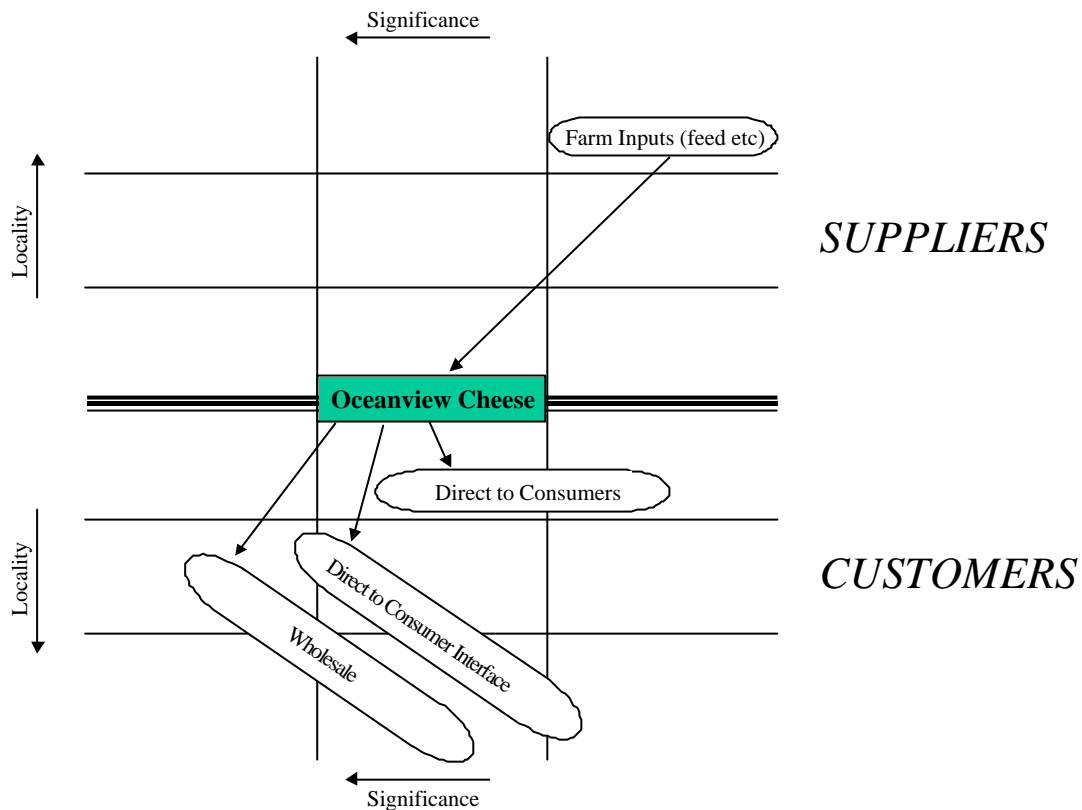 Significance
Farm Inputs (feed etc)
Locality
SUPPLIERS
Oceanview Cheese
Direct to Consumers
Locality
CUSTOMERS
Direct to Consumer Interface
Wholesale
Significance